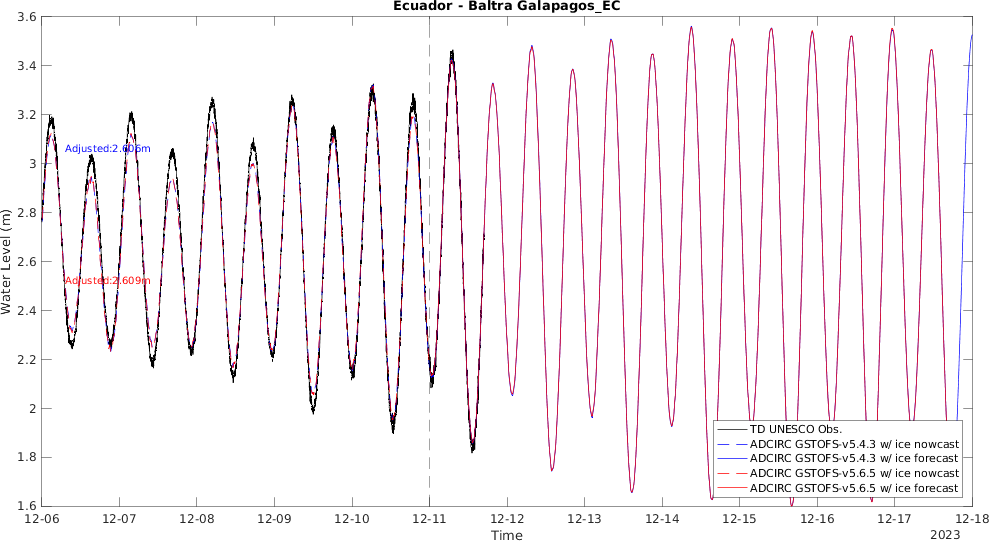 Ecuador - Baltra Galapagos_EC
3.6
3.4
3.2
3
2.8
2.6
2.4
2.2
2
1.8
1.6
Water Level (m)
Adjusted:2.606m
Adjusted:2.609m
TD UNESCO Obs.
ADCIRC GSTOFS-v5.4.3 w/ ice nowcast
ADCIRC GSTOFS-v5.4.3 w/ ice forecast
ADCIRC GSTOFS-v5.6.5 w/ ice nowcast
ADCIRC GSTOFS-v5.6.5 w/ ice forecast
12-06 12-07 12-08 12-09 12-10 12-11 12-12 12-13 12-14 12-15 12-16 12-17 12-18
Time
2023